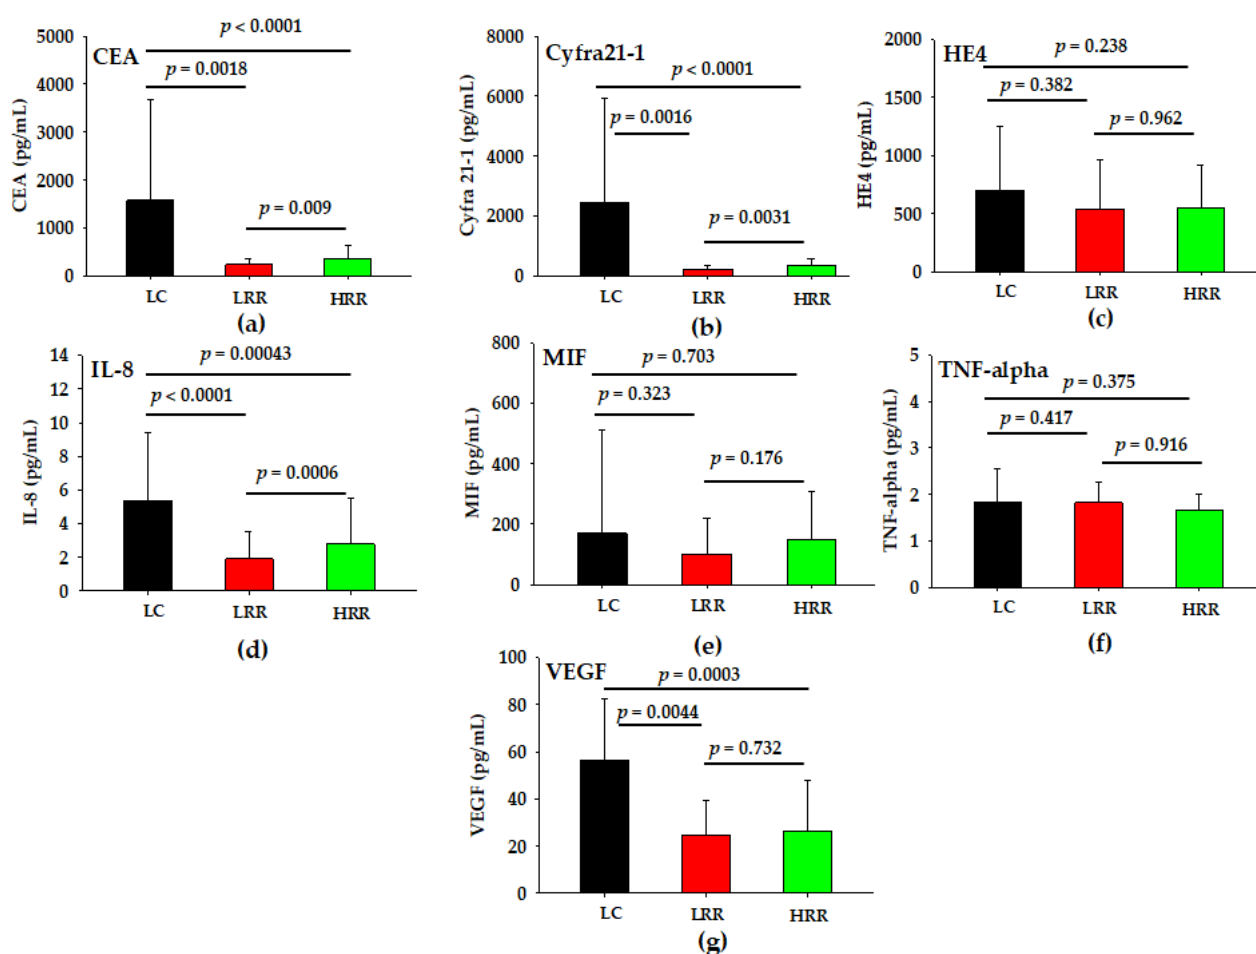 CEA
p < 0.0001
p = 0.0018
p = 0.009
CEA (pg/mL)
5000
4000
3000
2000
1000
0
LC
LRR
HRR
(a)
Cyfra21-1
p < 0.0001
p = 0.0016
p = 0.0031
Cyfra 21-1 (pg/mL)
8000
6000
4000
2000
0
LC
LRR
HRR
(b)
HE4
p = 0.238
p = 0.382
p = 0.962
HE4 (pg/mL)
2000
1500
1000
500
0
LC
LRR
HRR
(c)
IL-8
p = 0.00043
p < 0.0001
p = 0.0006
IL-8 (pg/mL)
14
12
10
8
6
4
2
0
LC
LRR
HRR
(d)
MIF
p = 0.703
p = 0.323
p = 0.176
MIF (pg/mL)
800
600
400
200
0
LC
LRR
HRR
(e)
TNF-alpha
p = 0.375
p = 0.417
p = 0.916
TNF-alpha (pg/mL)
5
4
3
2
1
0
LC
LRR
HRR
(f)
VEGF
p = 0.0003
p = 0.0044
p = 0.732
VEGF (pg/mL)
100
80
60
40
20
0
LC
LRR
HRR
(g)